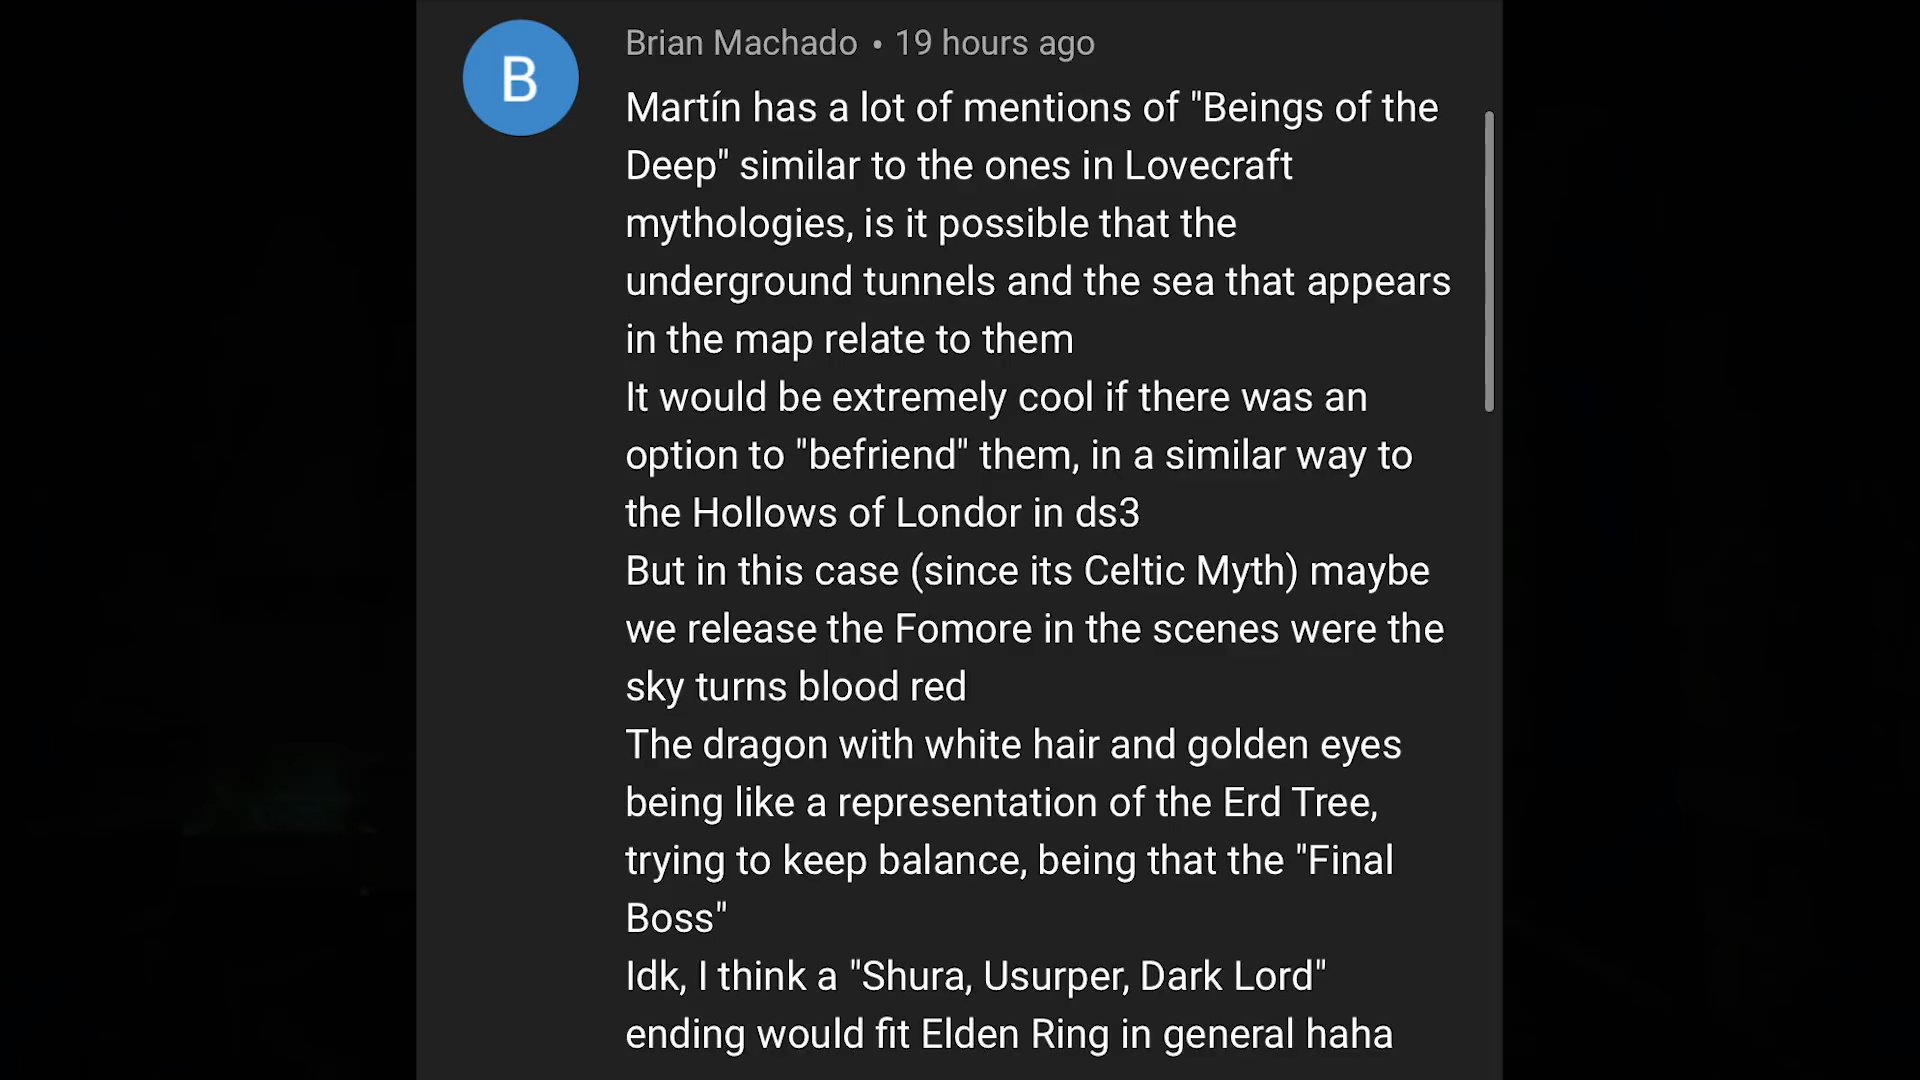 B
Brian Machado • 19 hours ago
Martín has a lot of mentions of "Beings of the
Deep" similar to the ones in Lovecraft
mythologies, is it possible that the
underground tunnels and the sea that appears
in the map relate to them
It would be extremely cool if there was an
option to "befriend" them, in a similar way to
the Hollows of Londor in ds3
But in this case (since its Celtic Myth) maybe
we release the Fomore in the scenes were the
sky turns blood red
The dragon with white hair and golden eyes
being like a representation of the Erd Tree,
trying to keep balance, being that the "Final
Boss"
Idk, I think a "Shura, Usurper, Dark Lord"
ending would fit Elden Ring in general haha